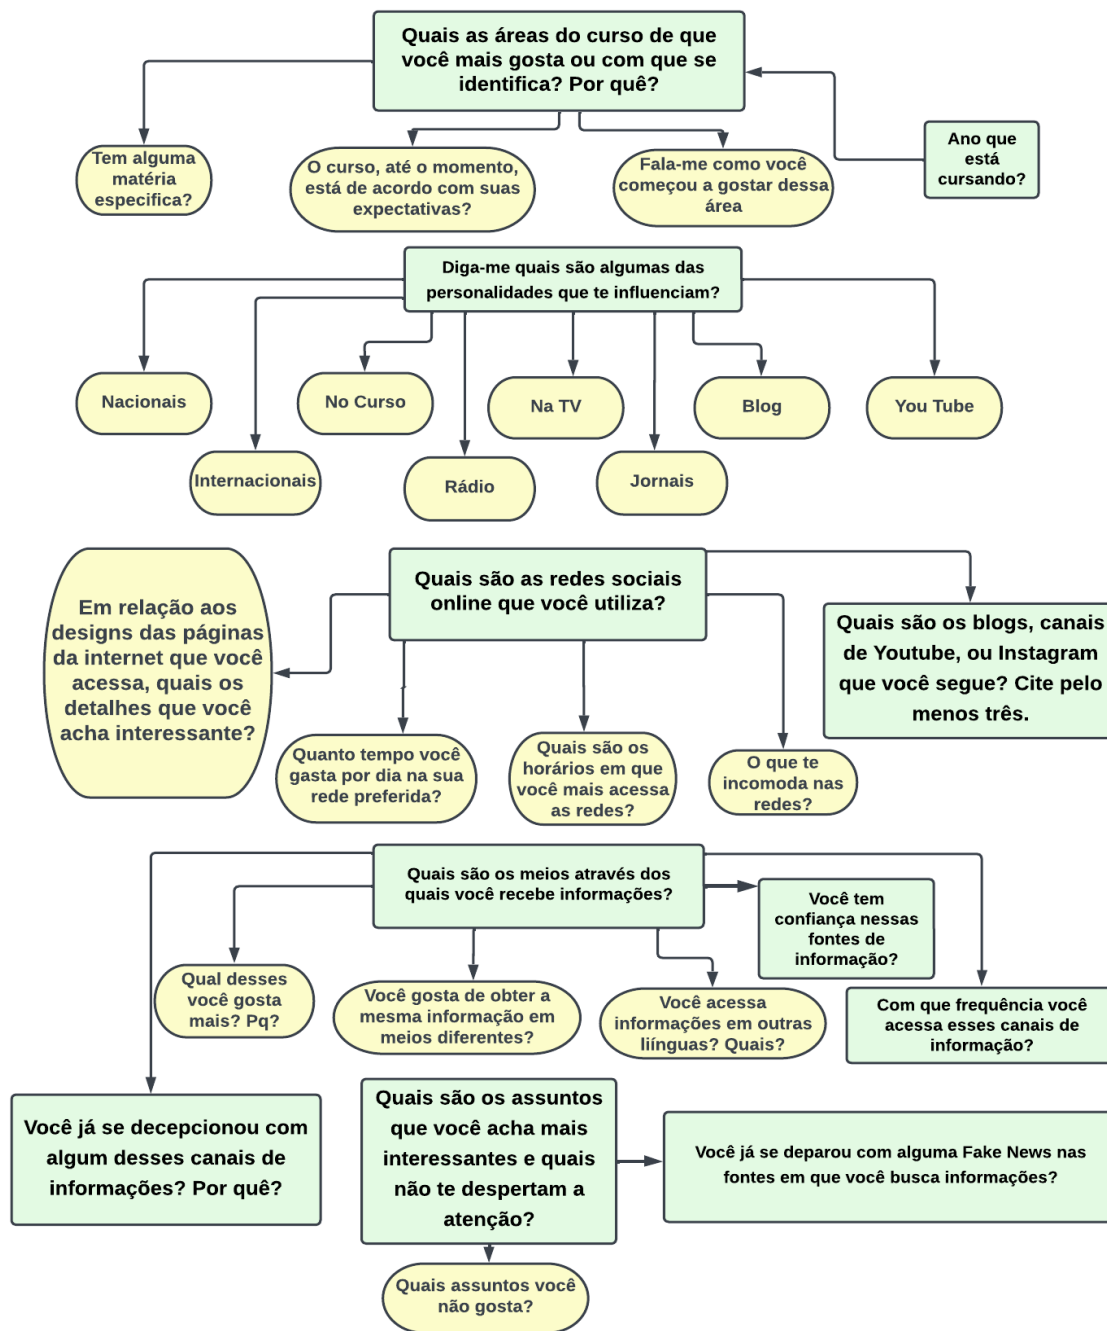 Quais as áreas do curso de que
você mais gosta ou com que se
identifica? Por quê?
Ano que
está
cursando?
Tem alguma
matéria
especifica?
O curso, até o momento,
está de acordo com suas
expectativas?
Fala-me como você
começou a gostar dessa
área
Diga-me quais são algumas das
personalidades que te influenciam?
Nacionais
No Curso
Na TV
Blog
You Tube
Internacionais
Rádio
Jornais
Quais são as redes sociais
online que você utiliza?
Em relação aos
designs das páginas
da internet que você
acessa, quais os
detalhes que você
acha interessante?
Quais são os blogs, canais
de Youtube, ou Instagram
que você segue? Cite pelo
menos três.
Quanto tempo você
gasta por dia na sua
rede preferida?
Quais são os
horários em que
você mais acessa
as redes?
O que te
incomoda nas
redes?
Quais são os meios através dos
quais você recebe informações?
Você tem
confiança nessas
fontes de
informação?
Qual desses
você gosta
mais? Pq?
Você gosta de obter a
mesma informação em
meios diferentes?
Você acessa
informações em outras
liínguas? Quais?
Com que frequência você
acessa esses canais de
informação?
Você já se decepcionou com
algum desses canais de
informações? Por quê?
Quais são os assuntos
que você acha mais
interessantes e quais
não te despertam a
atenção?
Você já se deparou com alguma Fake News nas
fontes em que você busca informações?
Quais assuntos você
não gosta?